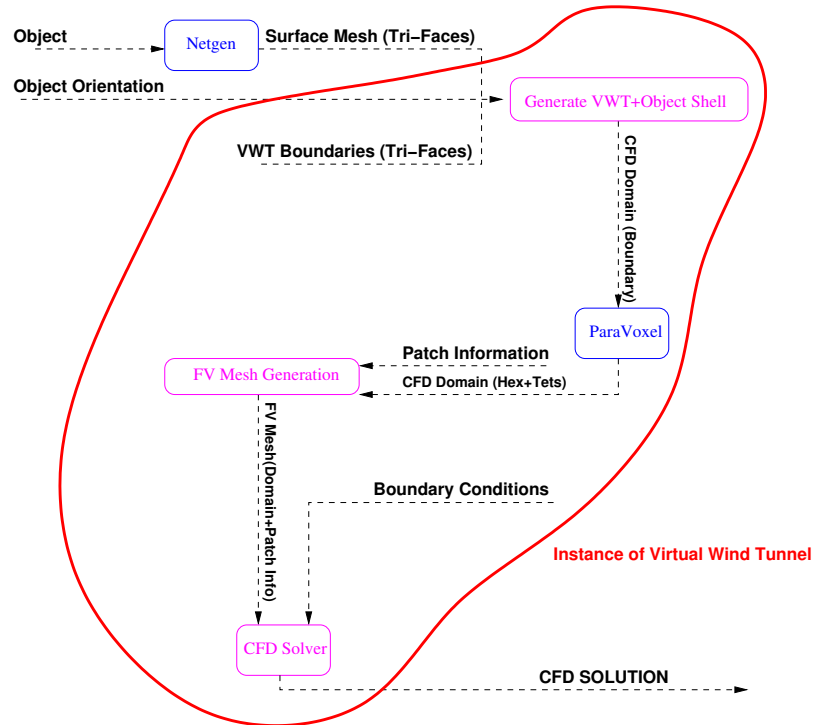 Object
Netgen
Surface Mesh (Tri−Faces)
Object Orientation
Generate VWT+Object Shell
VWT Boundaries (Tri−Faces)
CFD Domain (Boundary)
ParaVoxel
Patch Information
FV Mesh Generation
CFD Domain (Hex+Tets)
FV Mesh(Domain+Patch Info)
Boundary Conditions
Instance of Virtual Wind Tunnel
CFD Solver
CFD SOLUTION